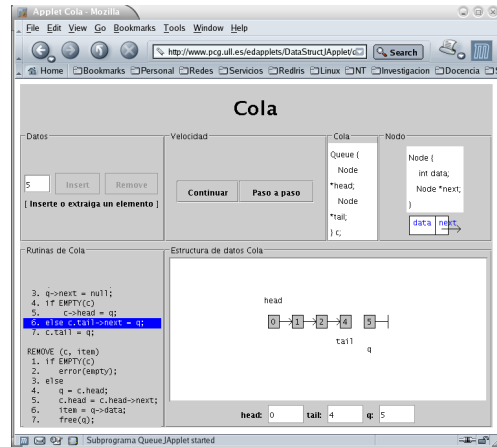 Applet Cola - Mozilla
File Edit View Go Bookmarks Tools Window Help
http://www.pcg.ull.es/edapplets/DataStructJApplet/c
Search
Home Bookmarks Personal Redes Servicios RedIris Linux NT Investigacion Docencia
Cola
Datos
5 Insert Remove
[ Inserte o extraiga un elemento ]
Velocidad
Continuar Paso a paso
Cola
Queue {
Node
*head;
Node
*tail;
} c;
Nodo
Node {
int data;
Node *next;
}
data next
Rutinas de Cola
3. q->next = null;
4. if EMPTY(c)
5. c->head = q;
6. else c.tail->next = q;
7. c.tail = q;
REMOVE (c, item)
1. if EMPTY(c)
2. error(empty);
3. else
4. q = c.head;
5. c.head = c.head->next;
6. item = q->data;
7. free(q);
Estructura de datos Cola
head
0 1 2 4 5
tail
q
head: 0 tail: 4 q: 5
Subprograma Queue_JApplet started